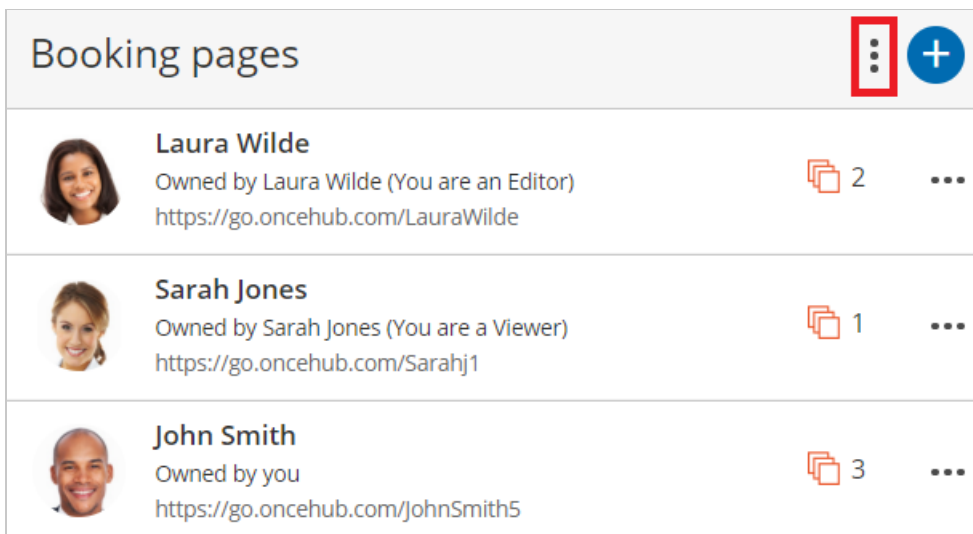 Booking pages
Laura Wilde
Owned by Laura Wilde (You are an Editor)
2
https://go.oncehub.com/LauraWilde
Sarah Jones
Owned by Sarah Jones (You are a Viewer)
1
https://go.oncehub.com/Sarahj1
John Smith
Owned by you
3
https://go.oncehub.com/JohnSmith5